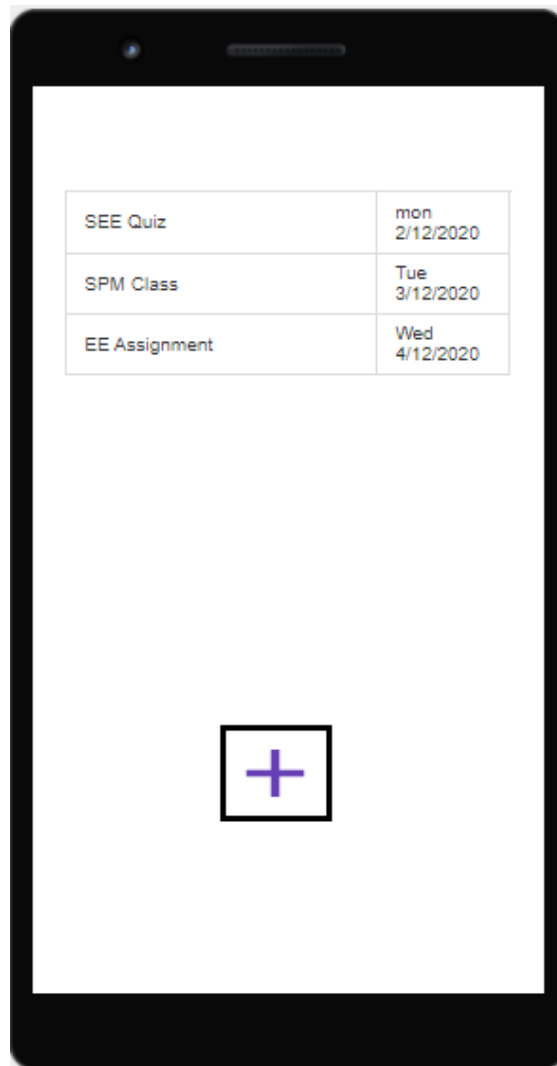 SEE Quiz
mon
2/12/2020
SPM Class
Tue
3/12/2020
EE Assignment
Wed
4/12/2020